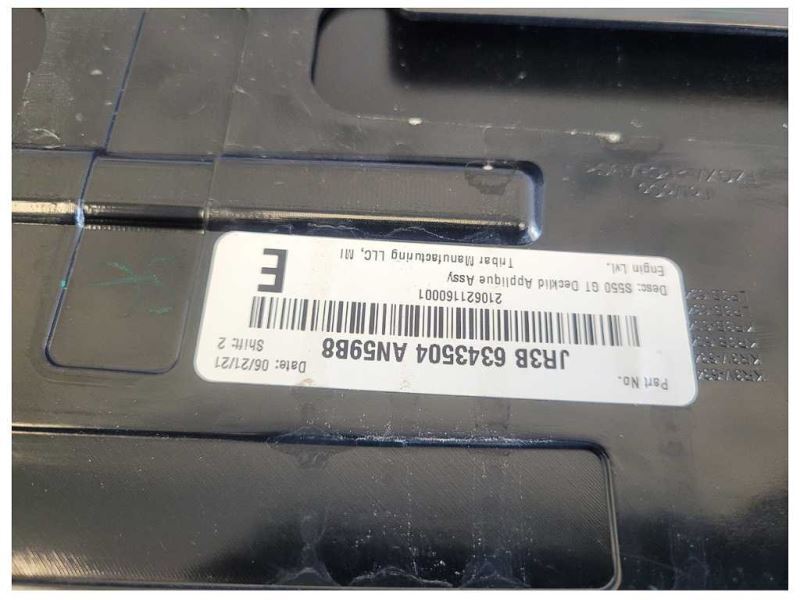 Part No.
Date: 06/21/21
JR3B 6343504 AN59B8
Shift: 2
210621160001
Desc: S550 GT Decklid Applique Assy
E
Engin Lvl.
Tribar Manufacturing LLC, MI